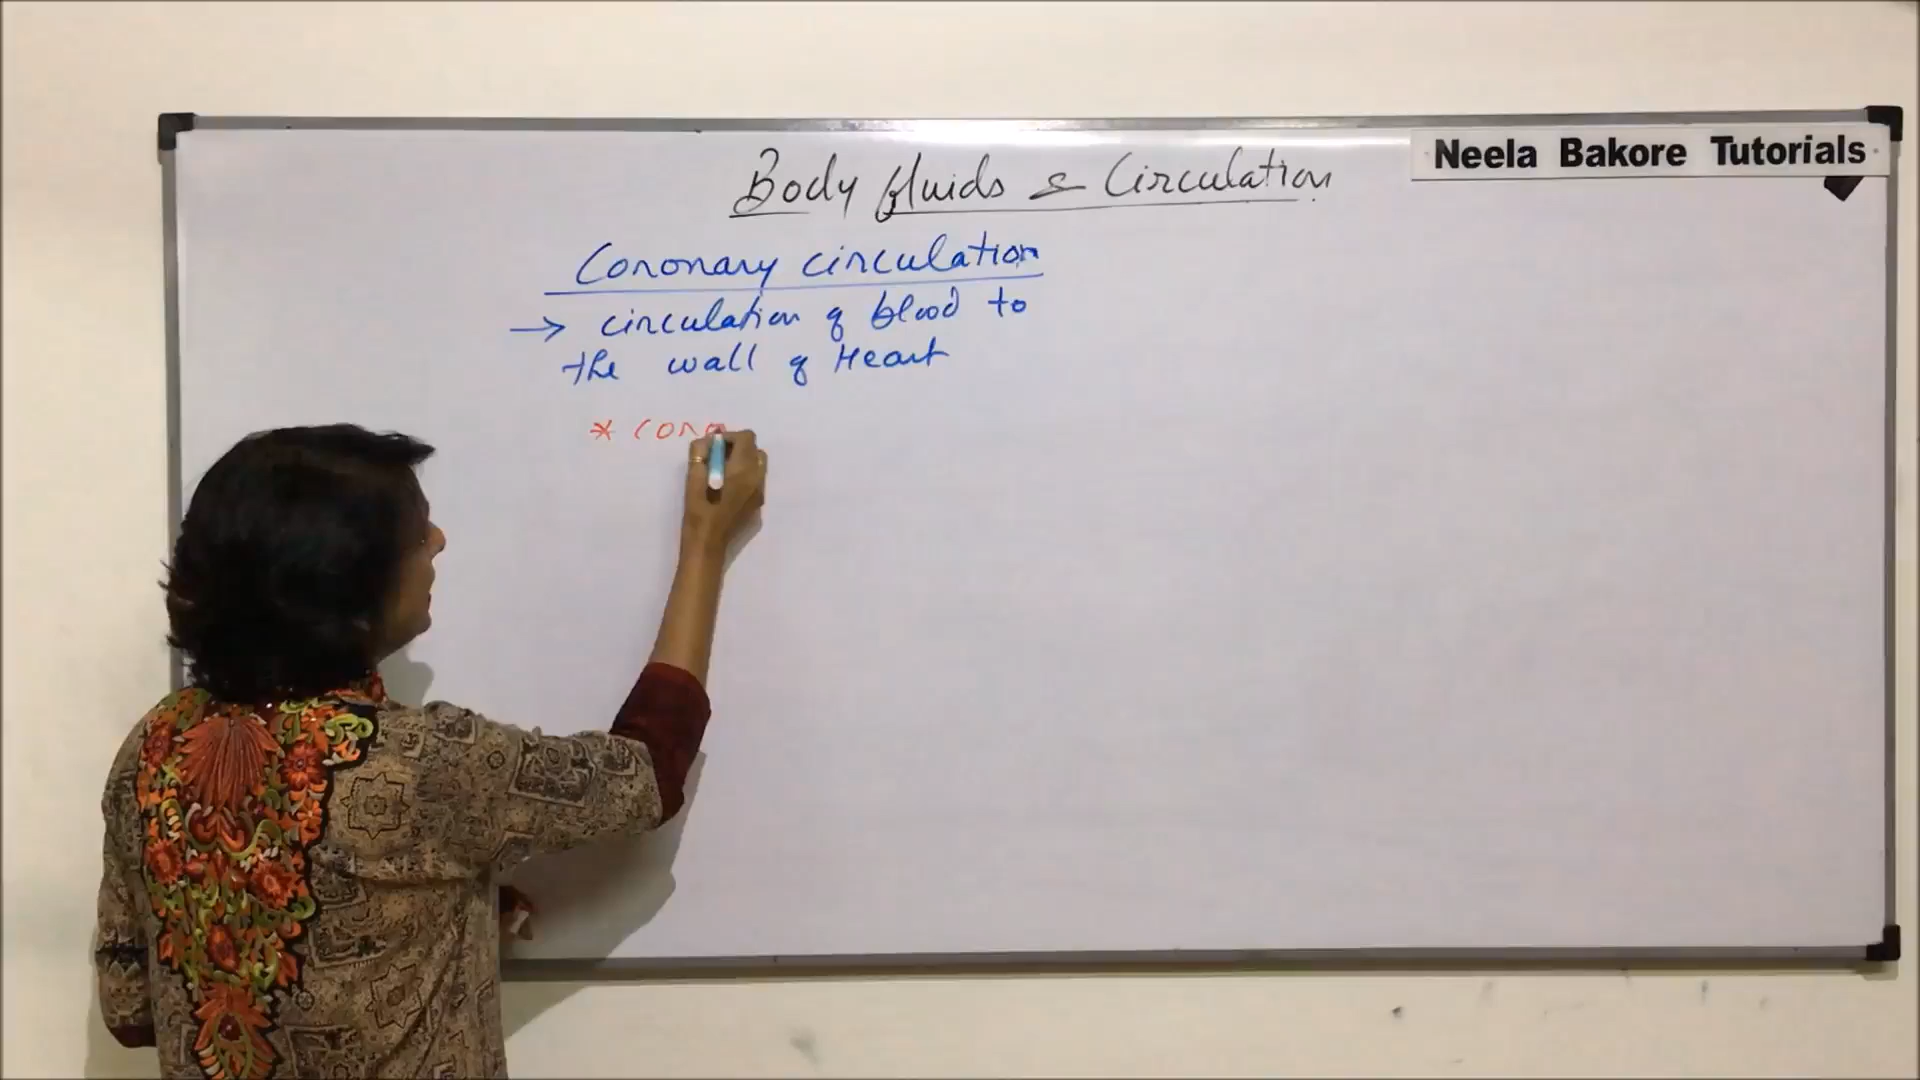 Neela Bakore Tutorials
Body fluids & Circulation
Coronary circulation
→ circulation of blood to
the wall of Heart
* Coro